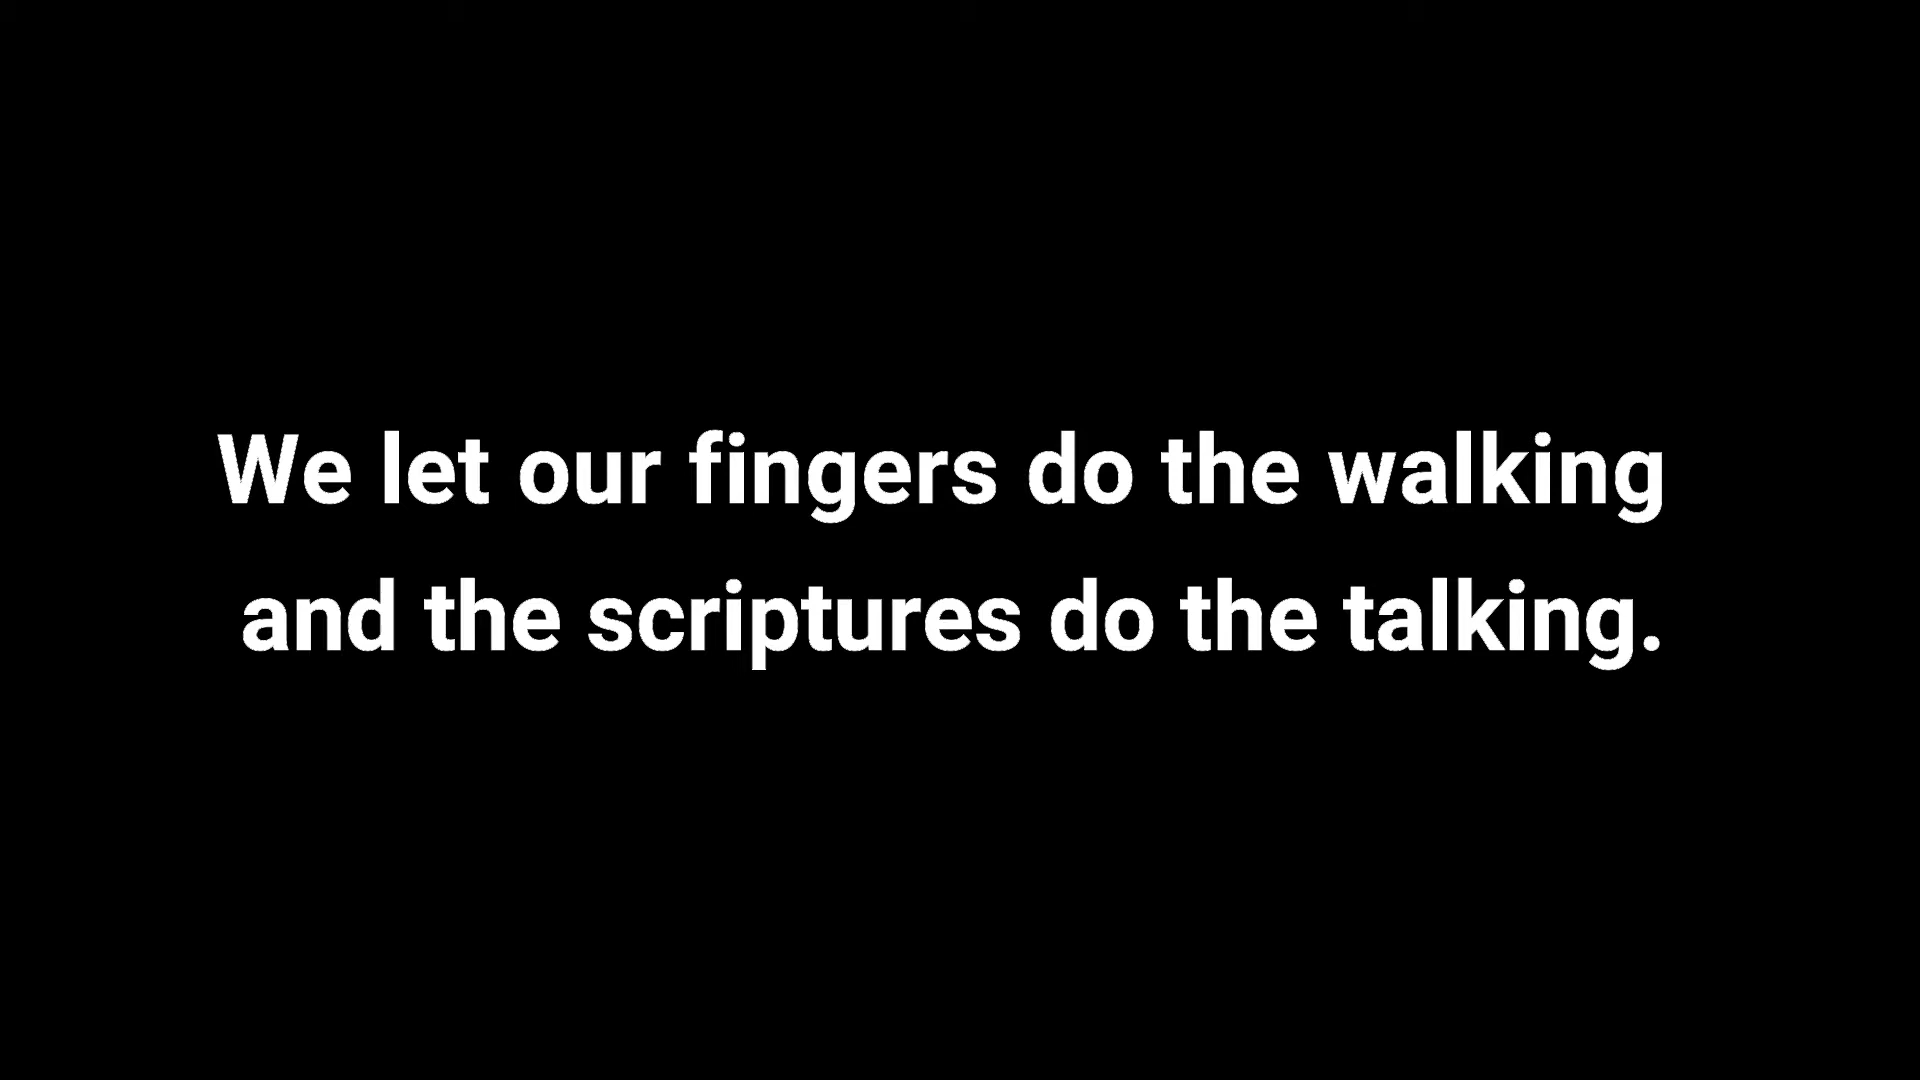 We let our fingers do the walking
and the scriptures do the talking.